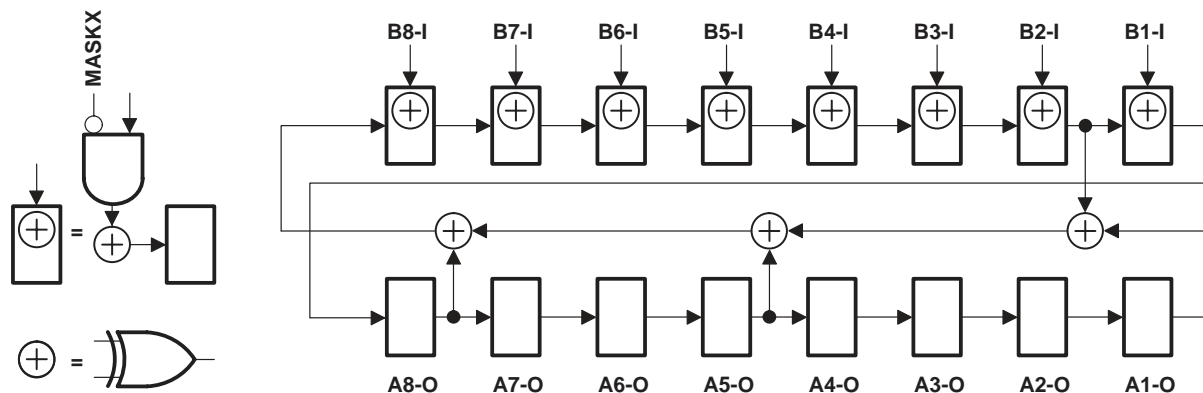 MASKX
=
=
B8-I B7-I B6-I B5-I B4-I B3-I B2-I B1-I
A8-O A7-O A6-O A5-O A4-O A3-O A2-O A1-O